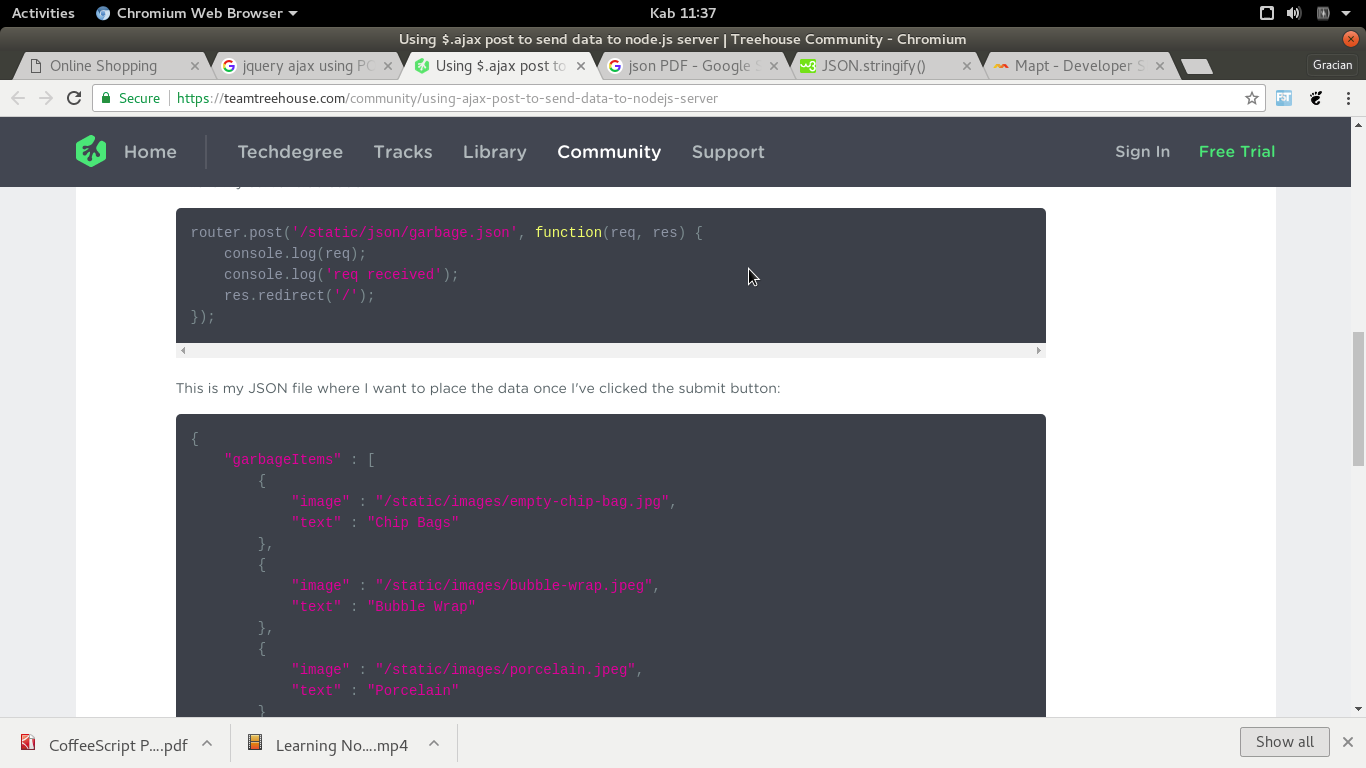 Activities Chromium Web Browser Kab 11:37
Using $.ajax post to send data to node.js server | Treehouse Community - Chromium
Online Shopping jquery ajax using PO Using $.ajax post to json PDF - Google S JSON.stringify() Mapt - Developer S Gracian
Secure https://teamtreehouse.com/community/using-ajax-post-to-send-data-to-nodejs-server
Home Techdegree Tracks Library Community Support Sign In Free Trial
router.post('/static/json/garbage.json', function(req, res) {
console.log(req);
console.log('req received');
res.redirect('/');
});
This is my JSON file where I want to place the data once I've clicked the submit button:
{
"garbageItems" : [
{
"image" : "/static/images/empty-chip-bag.jpg",
"text" : "Chip Bags"
},
{
"image" : "/static/images/bubble-wrap.jpeg",
"text" : "Bubble Wrap"
},
{
"image" : "/static/images/porcelain.jpeg",
"text" : "Porcelain"
}
CoffeeScript P....pdf Learning No....mp4 Show all